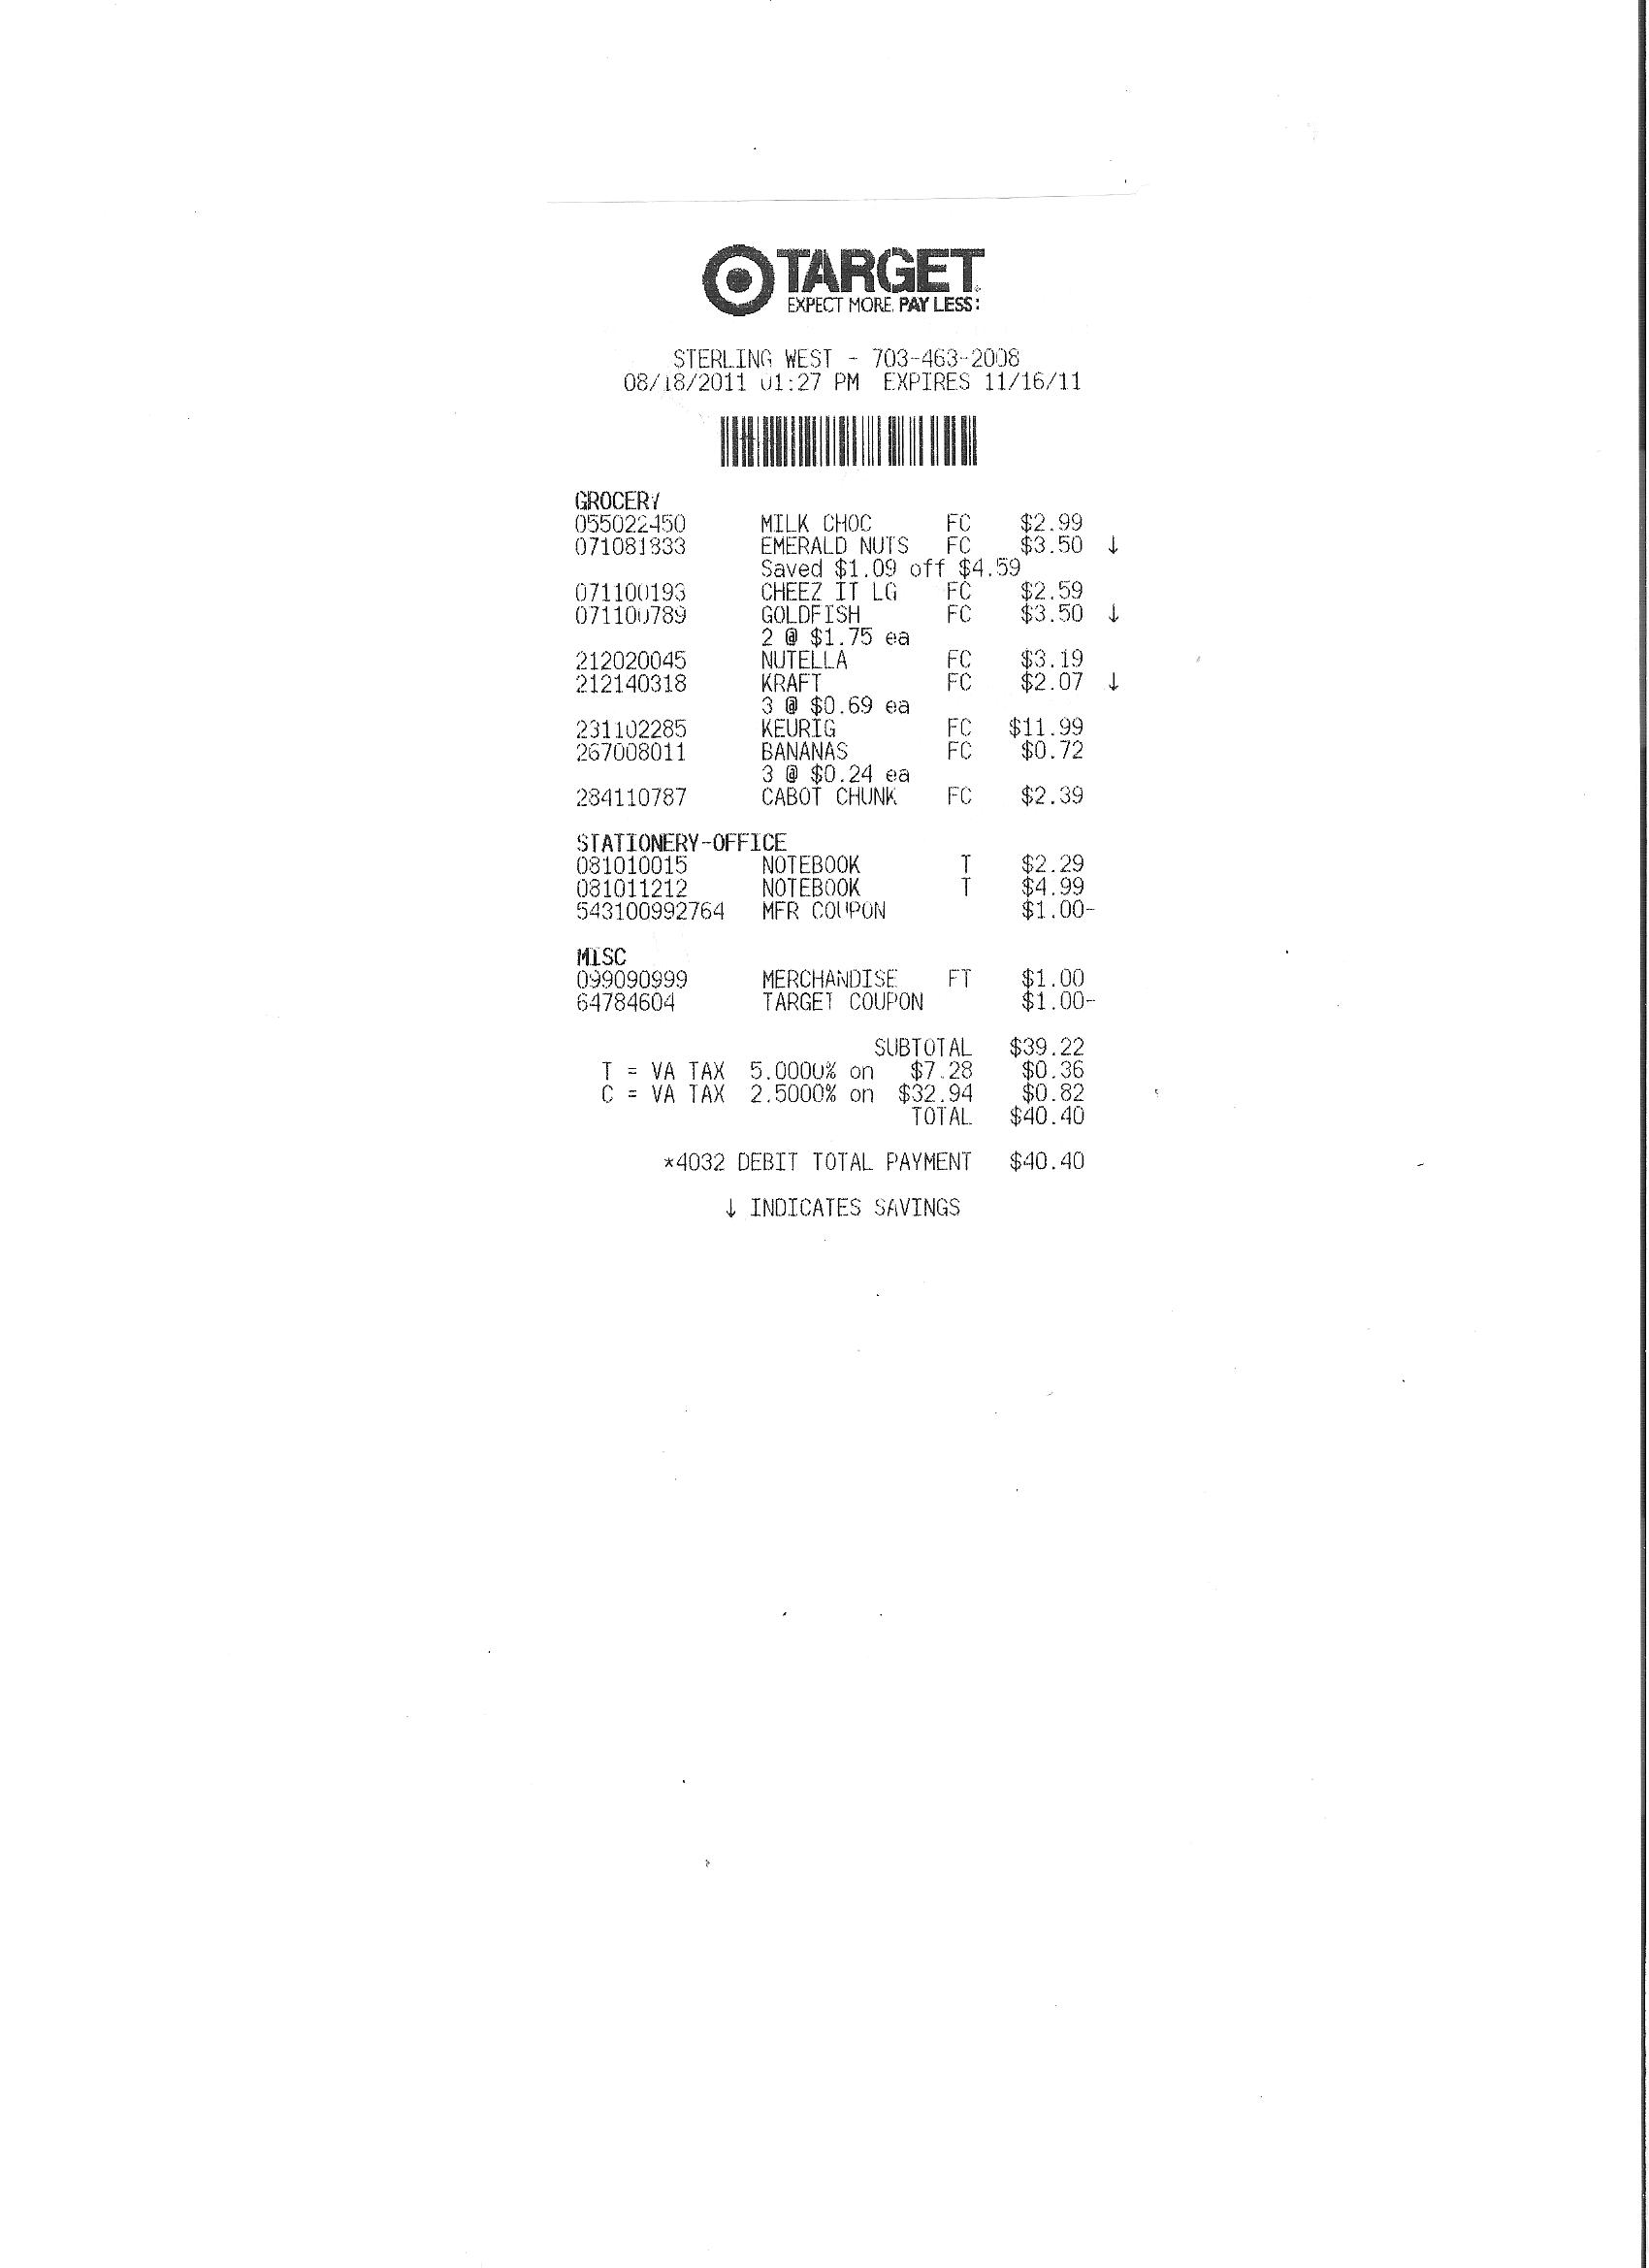 TARGET
EXPECT MORE. PAY LESS.
STERLING WEST - 703-463-2008
08/18/2011 01:27 PM EXPIRES 11/16/11
GROCERY
055022450 MILK CHOC FC $2.99
071081833 EMERALD NUTS FC $3.50 ↓
Saved $1.09 off $4.59
071100193 CHEEZ IT LG FC $2.59
071100789 GOLDFISH FC $3.50 ↓
2 @ $1.75 ea
212020045 NUTELLA FC $3.19
212140318 KRAFT FC $2.07 ↓
3 @ $0.69 ea
231102285 KEURIG FC $11.99
267008011 BANANAS FC $0.72
3 @ $0.24 ea
284110787 CABOT CHUNK FC $2.39
STATIONERY-OFFICE
081010015 NOTEBOOK T $2.29
081011212 NOTEBOOK T $4.99
543100992764 MFR COUPON $1.00-
MISC
099090999 MERCHANDISE FT $1.00
64784604 TARGET COUPON $1.00-
SUBTOTAL $39.22
T = VA TAX 5.0000% on $7.28 $0.36
C = VA TAX 2.5000% on $32.94 $0.82
TOTAL $40.40
*4032 DEBIT TOTAL PAYMENT $40.40
↓ INDICATES SAVINGS